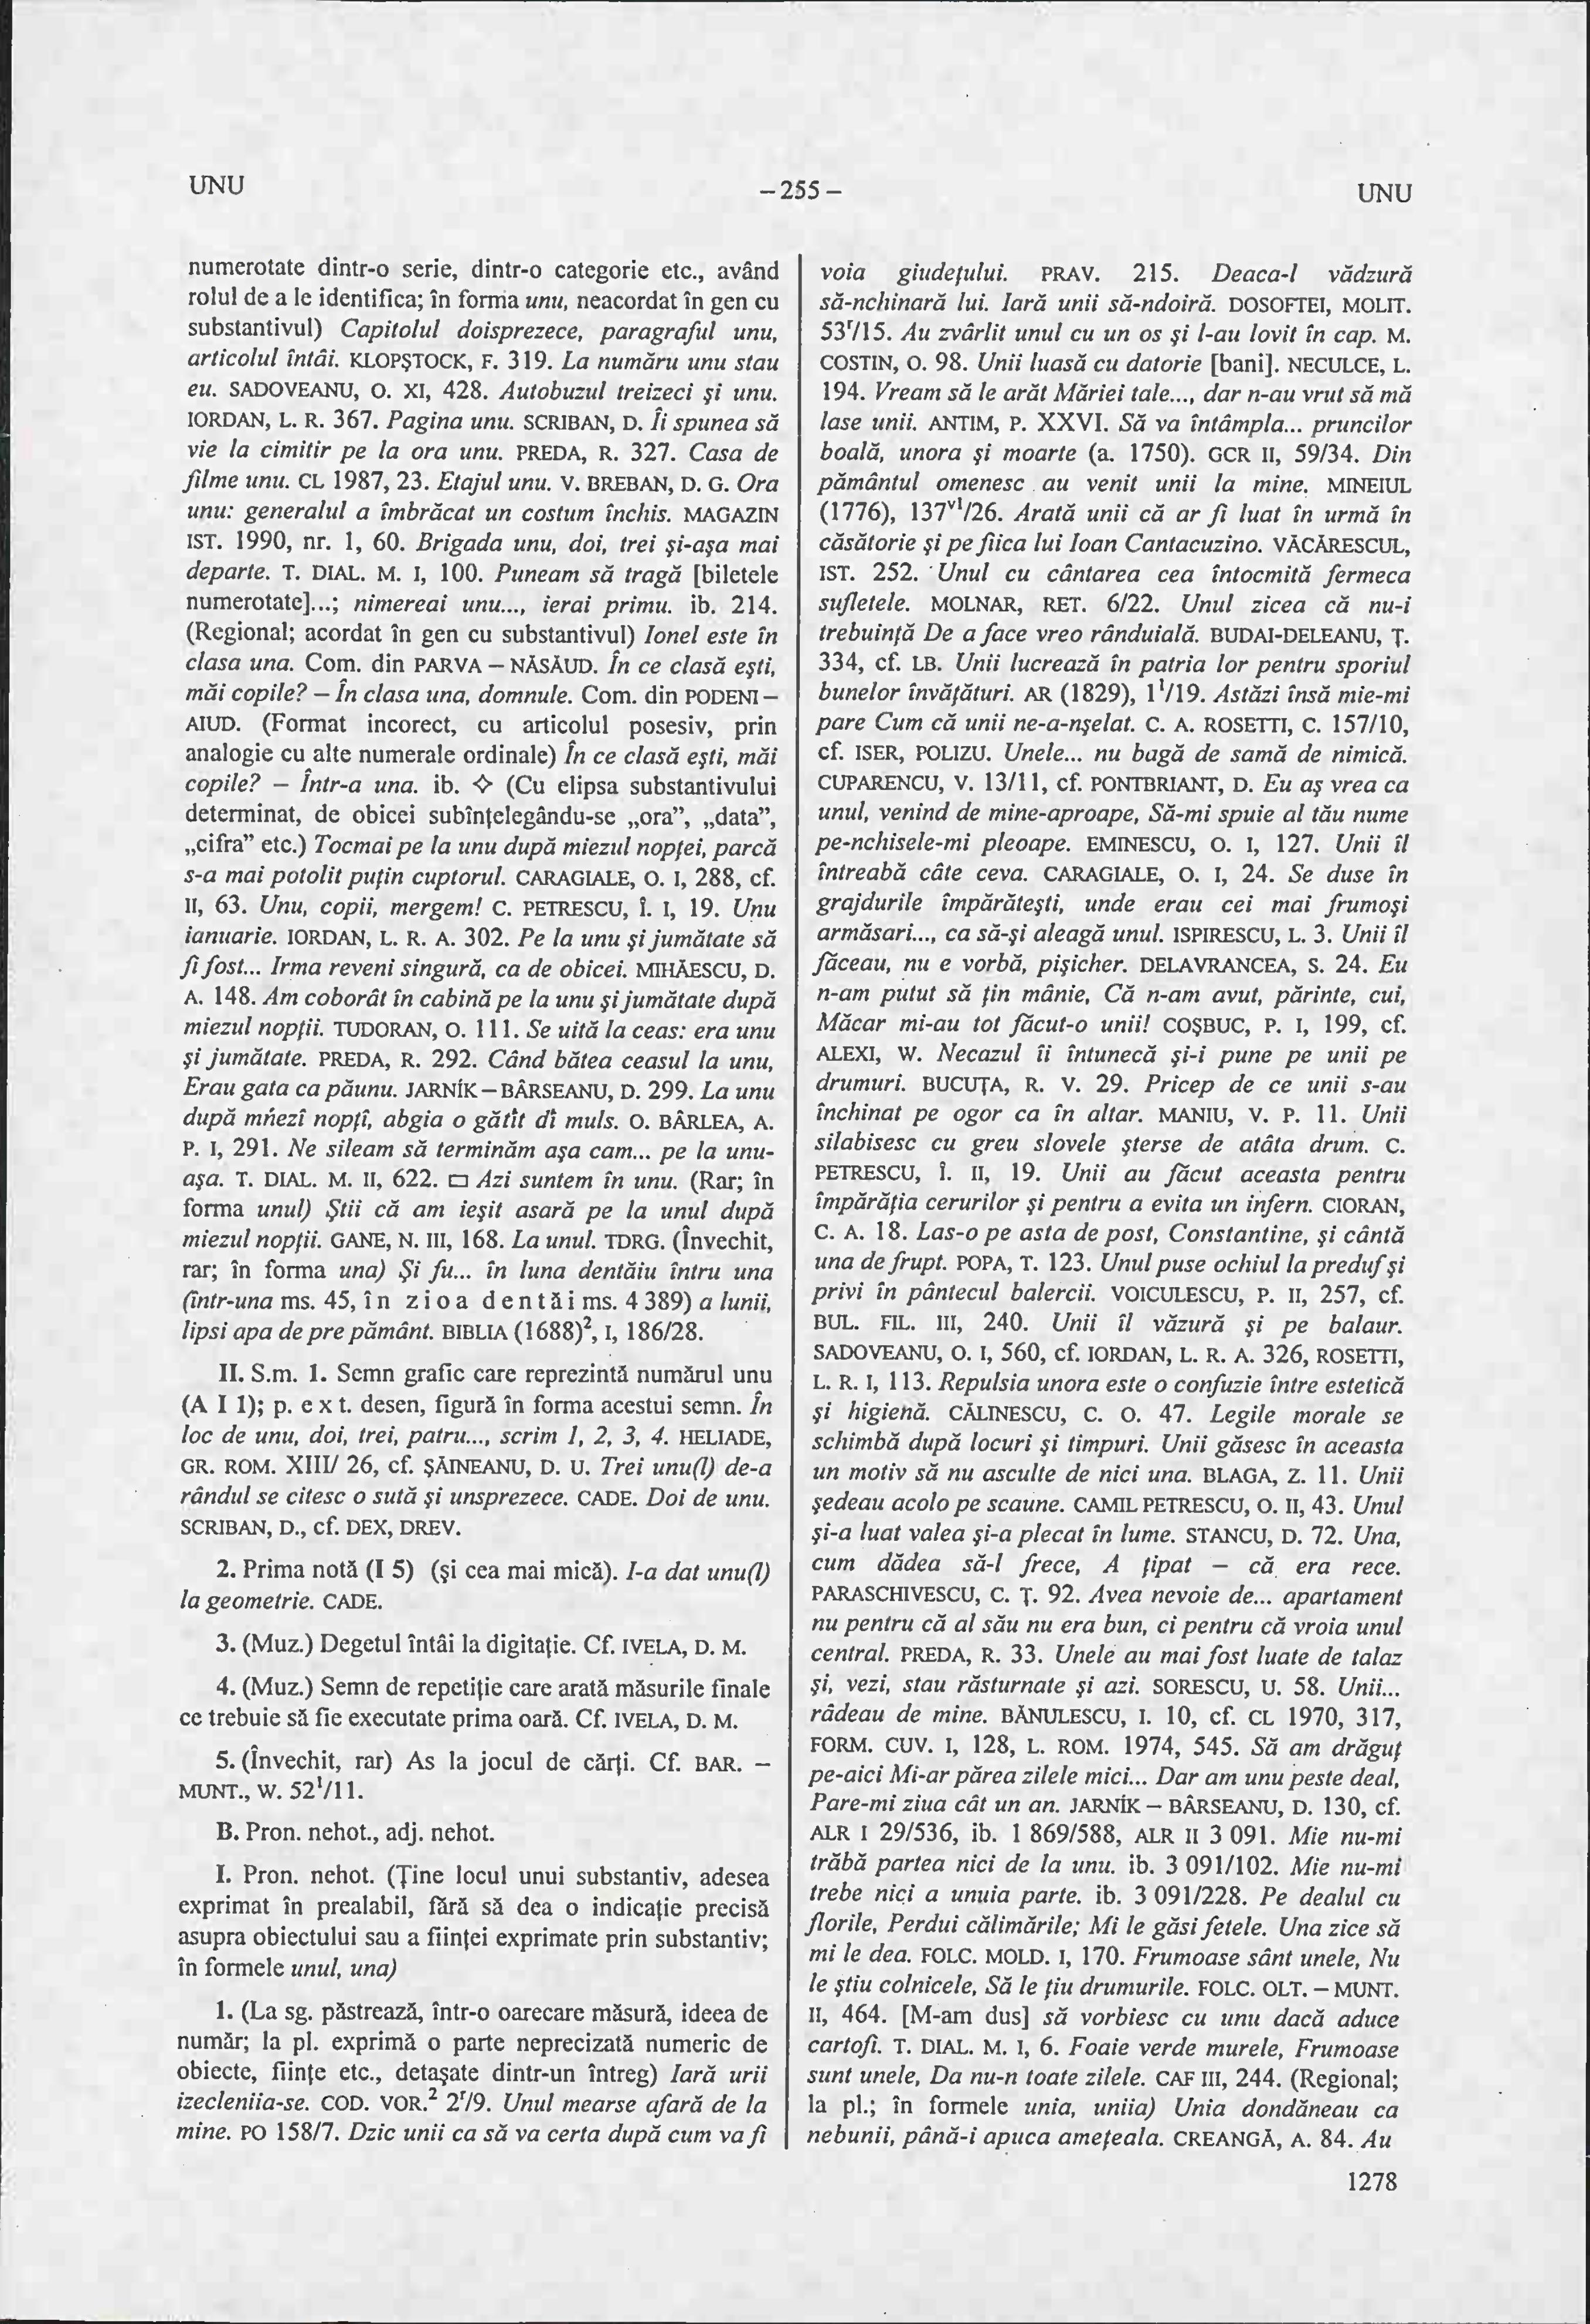 UNU
– 255 –
UNU
numerotate dintr-o serie, dintr-o categorie etc., având
rolul de a le identifica; în forma unu, neacordat în gen cu
substantivul) Capitolul doisprezece, paragraful unu,
articolul întâi. KLOPŞTOCK, F. 319. La număru unu stau
eu. SADOVEANU, O. XI, 428. Autobuzul treizeci şi unu.
IORDAN, L. R. 367. Pagina unu. SCRIBAN, D. Îi spunea să
vie la cimitir pe la ora unu. PREDA, R. 327. Casa de
filme unu. CL 1987, 23. Etajul unu. V. BREBAN, D. G. Ora
unu: generalul a îmbrăcat un costum închis. MAGAZIN
IST. 1990, nr. 1, 60. Brigada unu, doi, trei şi-aşa mai
departe. T. DIAL. M. I, 100. Puneam să tragă [biletele
numerotate]...; nimereai unu..., ierai primu. ib. 214.
(Regional; acordat în gen cu substantivul) Ionel este în
clasa una. Com. din PARVA – NĂSĂUD. În ce clasă eşti,
măi copile? – În clasa una, domnule. Com. din PODENI –
AIUD. (Format incorect, cu articolul posesiv, prin
analogie cu alte numerale ordinale) În ce clasă eşti, măi
copile? – Într-a una. ib. ◇ (Cu elipsa substantivului
determinat, de obicei subînţelegându-se „ora”, „data”,
„cifra” etc.) Tocmai pe la unu după miezul nopţei, parcă
s-a mai potolit puţin cuptorul. CARAGIALE, O. I, 288, cf.
II, 63. Unu, copii, mergem! C. PETRESCU, Î. I, 19. Unu
ianuarie. IORDAN, L. R. A. 302. Pe la unu şi jumătate să
fi fost... Irma reveni singură, ca de obicei. MIHĂESCU, D.
A. 148. Am coborât în cabină pe la unu şi jumătate după
miezul nopţii. TUDORAN, O. 111. Se uită la ceas: era unu
şi jumătate. PREDA, R. 292. Când bătea ceasul la unu,
Erau gata ca păunu. JARNÍK – BÂRSEANU, D. 299. La unu
după mńezî nopţî, abgia o gătît dî muls. O. BÂRLEA, A.
P. I, 291. Ne sileam să terminăm aşa cam... pe la unu-
aşa. T. DIAL. M. II, 622. □ Azi suntem în unu. (Rar; în
forma unul) Ştii că am ieşit asară pe la unul după
miezul nopţii. GANE, N. III, 168. La unul. TDRG. (Învechit,
rar; în forma una) Şi fu... în luna dentăiu întru una
(într-una ms. 45, în zioa dentăi ms. 4 389) a lunii,
lipsi apa de pre pământ. BIBLIA (1688)², I, 186/28.
II. S.m. 1. Semn grafic care reprezintă numărul unu
(A I 1); p. ext. desen, figură în forma acestui semn. În
loc de unu, doi, trei, patru..., scrim 1, 2, 3, 4. HELIADE,
GR. ROM. XIII/ 26, cf. ŞĂINEANU, D. U. Trei unu(l) de-a
rândul se citesc o sută şi unsprezece. CADE. Doi de unu.
SCRIBAN, D., cf. DEX, DREV.
2. Prima notă (I 5) (şi cea mai mică). I-a dat unu(l)
la geometrie. CADE.
3. (Muz.) Degetul întâi la digitaţie. Cf. IVELA, D. M.
4. (Muz.) Semn de repetiţie care arată măsurile finale
ce trebuie să fie executate prima oară. Cf. IVELA, D. M.
5. (Învechit, rar) As la jocul de cărţi. Cf. BAR. –
MUNT., W. 52¹/11.
B. Pron. nehot., adj. nehot.
I. Pron. nehot. (Ţine locul unui substantiv, adesea
exprimat în prealabil, fără să dea o indicaţie precisă
asupra obiectului sau a fiinţei exprimate prin substantiv;
în formele unul, una)
1. (La sg. păstrează, într-o oarecare măsură, ideea de
număr; la pl. exprimă o parte neprecizată numeric de
obiecte, fiinţe etc., detaşate dintr-un întreg) Iară urii
izecleniia-se. COD. VOR.² 2ʳ/9. Unul mearse afară de la
mine. PO 158/7. Dzic unii ca să va certa după cum va fi
voia giudeţului. PRAV. 215. Deaca-l vădzură
să-nchinară lui. Iară unii să-ndoiră. DOSOFTEI, MOLIT.
53ʳ/15. Au zvârlit unul cu un os şi l-au lovit în cap. M.
COSTIN, O. 98. Unii luasă cu datorie [bani]. NECULCE, L.
194. Vream să le arăt Măriei tale..., dar n-au vrut să mă
lase unii. ANTIM, P. XXVI. Să va întâmpla... pruncilor
boală, unora şi moarte (a. 1750). GCR II, 59/34. Din
pământul omenesc au venit unii la mine. MINEIUL
(1776), 137ᵛ¹/26. Arată unii că ar fi luat în urmă în
căsătorie şi pe fiica lui Ioan Cantacuzino. VĂCĂRESCUL,
IST. 252. Unul cu cântarea cea întocmită fermeca
sufletele. MOLNAR, RET. 6/22. Unul zicea că nu-i
trebuinţă De a face vreo rânduială. BUDAI-DELEANU, Ţ.
334, cf. LB. Unii lucrează în patria lor pentru sporiul
bunelor învăţături. AR (1829), 1¹/19. Astăzi însă mie-mi
pare Cum că unii ne-a-nşelat. C. A. ROSETTI, C. 157/10,
cf. ISER, POLIZU. Unele... nu bagă de samă de nimică.
CUPARENCU, V. 13/11, cf. PONTBRIANT, D. Eu aş vrea ca
unul, venind de mine-aproape, Să-mi spuie al tău nume
pe-nchisele-mi pleoape. EMINESCU, O. I, 127. Unii îl
întreabă câte ceva. CARAGIALE, O. I, 24. Se duse în
grajdurile împărăteşti, unde erau cei mai frumoşi
armăsari..., ca să-şi aleagă unul. ISPIRESCU, L. 3. Unii îl
făceau, nu e vorbă, pişicher. DELAVRANCEA, S. 24. Eu
n-am putut să ţin mânie, Că n-am avut, părinte, cui,
Măcar mi-au tot făcut-o unii! COŞBUC, P. I, 199, cf.
ALEXI, W. Necazul îi întunecă şi-i pune pe unii pe
drumuri. BUCUŢA, R. V. 29. Pricep de ce unii s-au
închinat pe ogor ca în altar. MANIU, V. P. 11. Unii
silabisesc cu greu slovele şterse de atâta drum. C.
PETRESCU, Î. II, 19. Unii au făcut aceasta pentru
împărăţia cerurilor şi pentru a evita un infern. CIORAN,
C. A. 18. Las-o pe asta de post, Constantine, şi cântă
una de frupt. POPA, T. 123. Unul puse ochiul la preduf şi
privi în pântecul balercii. VOICULESCU, P. II, 257, cf.
BUL. FIL. III, 240. Unii îl văzură şi pe balaur.
SADOVEANU, O. I, 560, cf. IORDAN, L. R. A. 326, ROSETTI,
L. R. I, 113. Repulsia unora este o confuzie între estetică
şi higienă. CĂLINESCU, C. O. 47. Legile morale se
schimbă după locuri şi timpuri. Unii găsesc în aceasta
un motiv să nu asculte de nici una. BLAGA, Z. 11. Unii
şedeau acolo pe scaune. CAMIL PETRESCU, O. II, 43. Unul
şi-a luat valea şi-a plecat în lume. STANCU, D. 72. Una,
cum dădea să-l frece, A ţipat – că era rece.
PARASCHIVESCU, C. Ţ. 92. Avea nevoie de... apartament
nu pentru că al său nu era bun, ci pentru că vroia unul
central. PREDA, R. 33. Unele au mai fost luate de talaz
şi, vezi, stau răsturnate şi azi. SORESCU, U. 58. Unii...
râdeau de mine. BĂNULESCU, I. 10, cf. CL 1970, 317,
FORM. CUV. I, 128, L. ROM. 1974, 545. Să am drăguţ
pe-aici Mi-ar părea zilele mici... Dar am unu peste deal,
Pare-mi ziua cât un an. JARNÍK – BÂRSEANU, D. 130, cf.
ALR I 29/536, ib. 1 869/588, ALR II 3 091. Mie nu-mi
trăbă partea nici de la unu. ib. 3 091/102. Mie nu-mi
trebe nici a unuia parte. ib. 3 091/228. Pe dealul cu
florile, Perdui călimările; Mi le găsi fetele. Una zice să
mi le dea. FOLC. MOLD. I, 170. Frumoase sânt unele, Nu
le ştiu colnicele, Să le ţiu drumurile. FOLC. OLT. – MUNT.
II, 464. [M-am dus] să vorbiesc cu unu dacă aduce
cartofi. T. DIAL. M. I, 6. Foaie verde murele, Frumoase
sunt unele, Da nu-n toate zilele. CAF III, 244. (Regional;
la pl.; în formele unia, uniia) Unia dondăneau ca
nebunii, până-i apuca ameţeala. CREANGĂ, A. 84. Au
1278